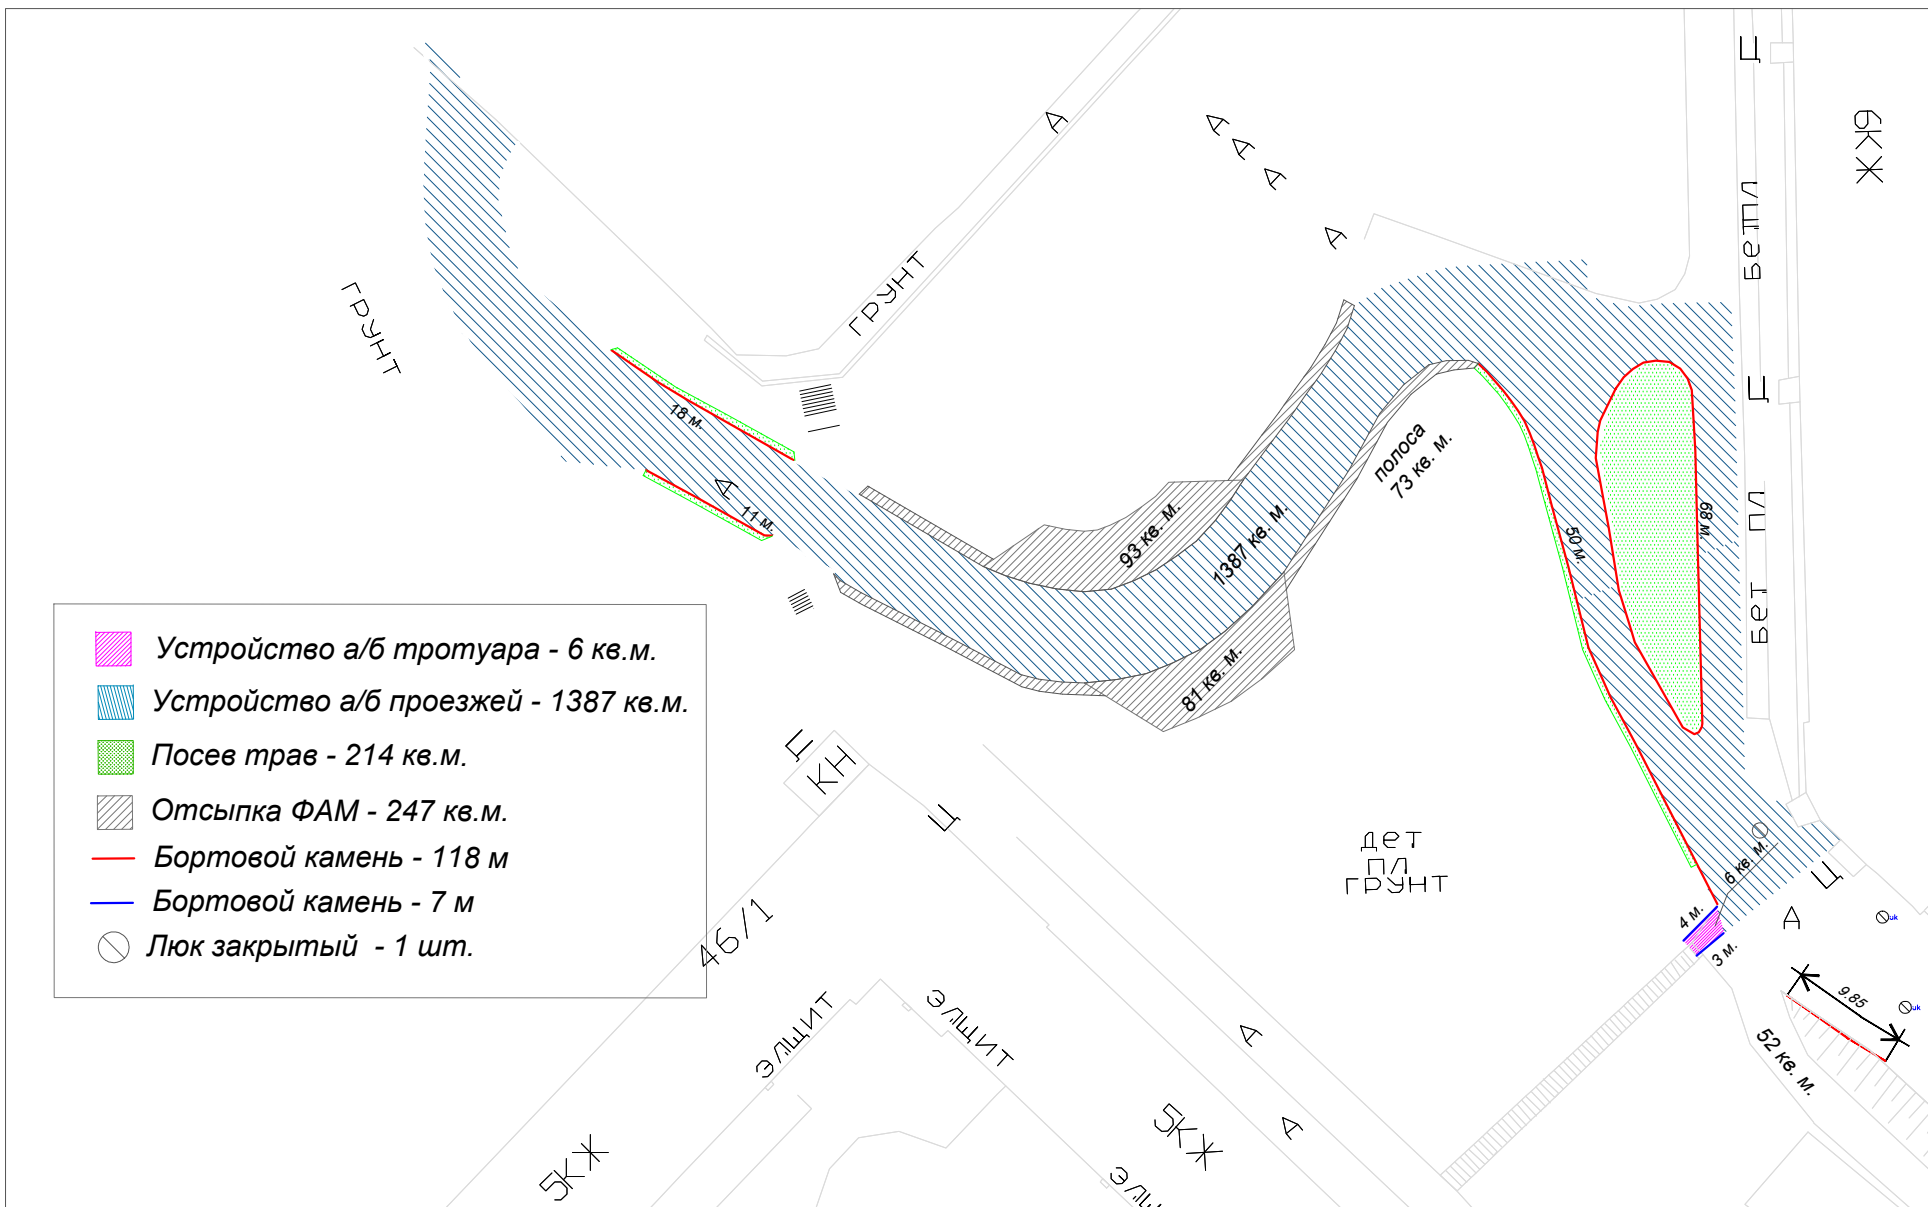 Ц
6КЖ
А
А
А
А
А
бетпл
ГРУНТ
ГРУНТ
Ц
18 м.
полоса
73 кв. м.
А
11 м.
93 кв. м.
1387 кв. м.
50 м.
68 м.
бет пл
81 кв. м.
Устройство а/б тротуара - 6 кв.м.
Устройство а/б проезжей - 1387 кв.м.
Посев трав - 214 кв.м.
Отсыпка ФАМ - 247 кв.м.
Бортовой камень - 118 м
Бортовой камень - 7 м
Люк закрытый - 1 шт.
КН
Ц
дет
пл
ГРУНТ
6 кв. м.
Ц
4 м.
3 м.
А
uk
46/1
9.85
uk
52 кв. м.
элщит
элщит
А
А
5КЖ
5КЖ